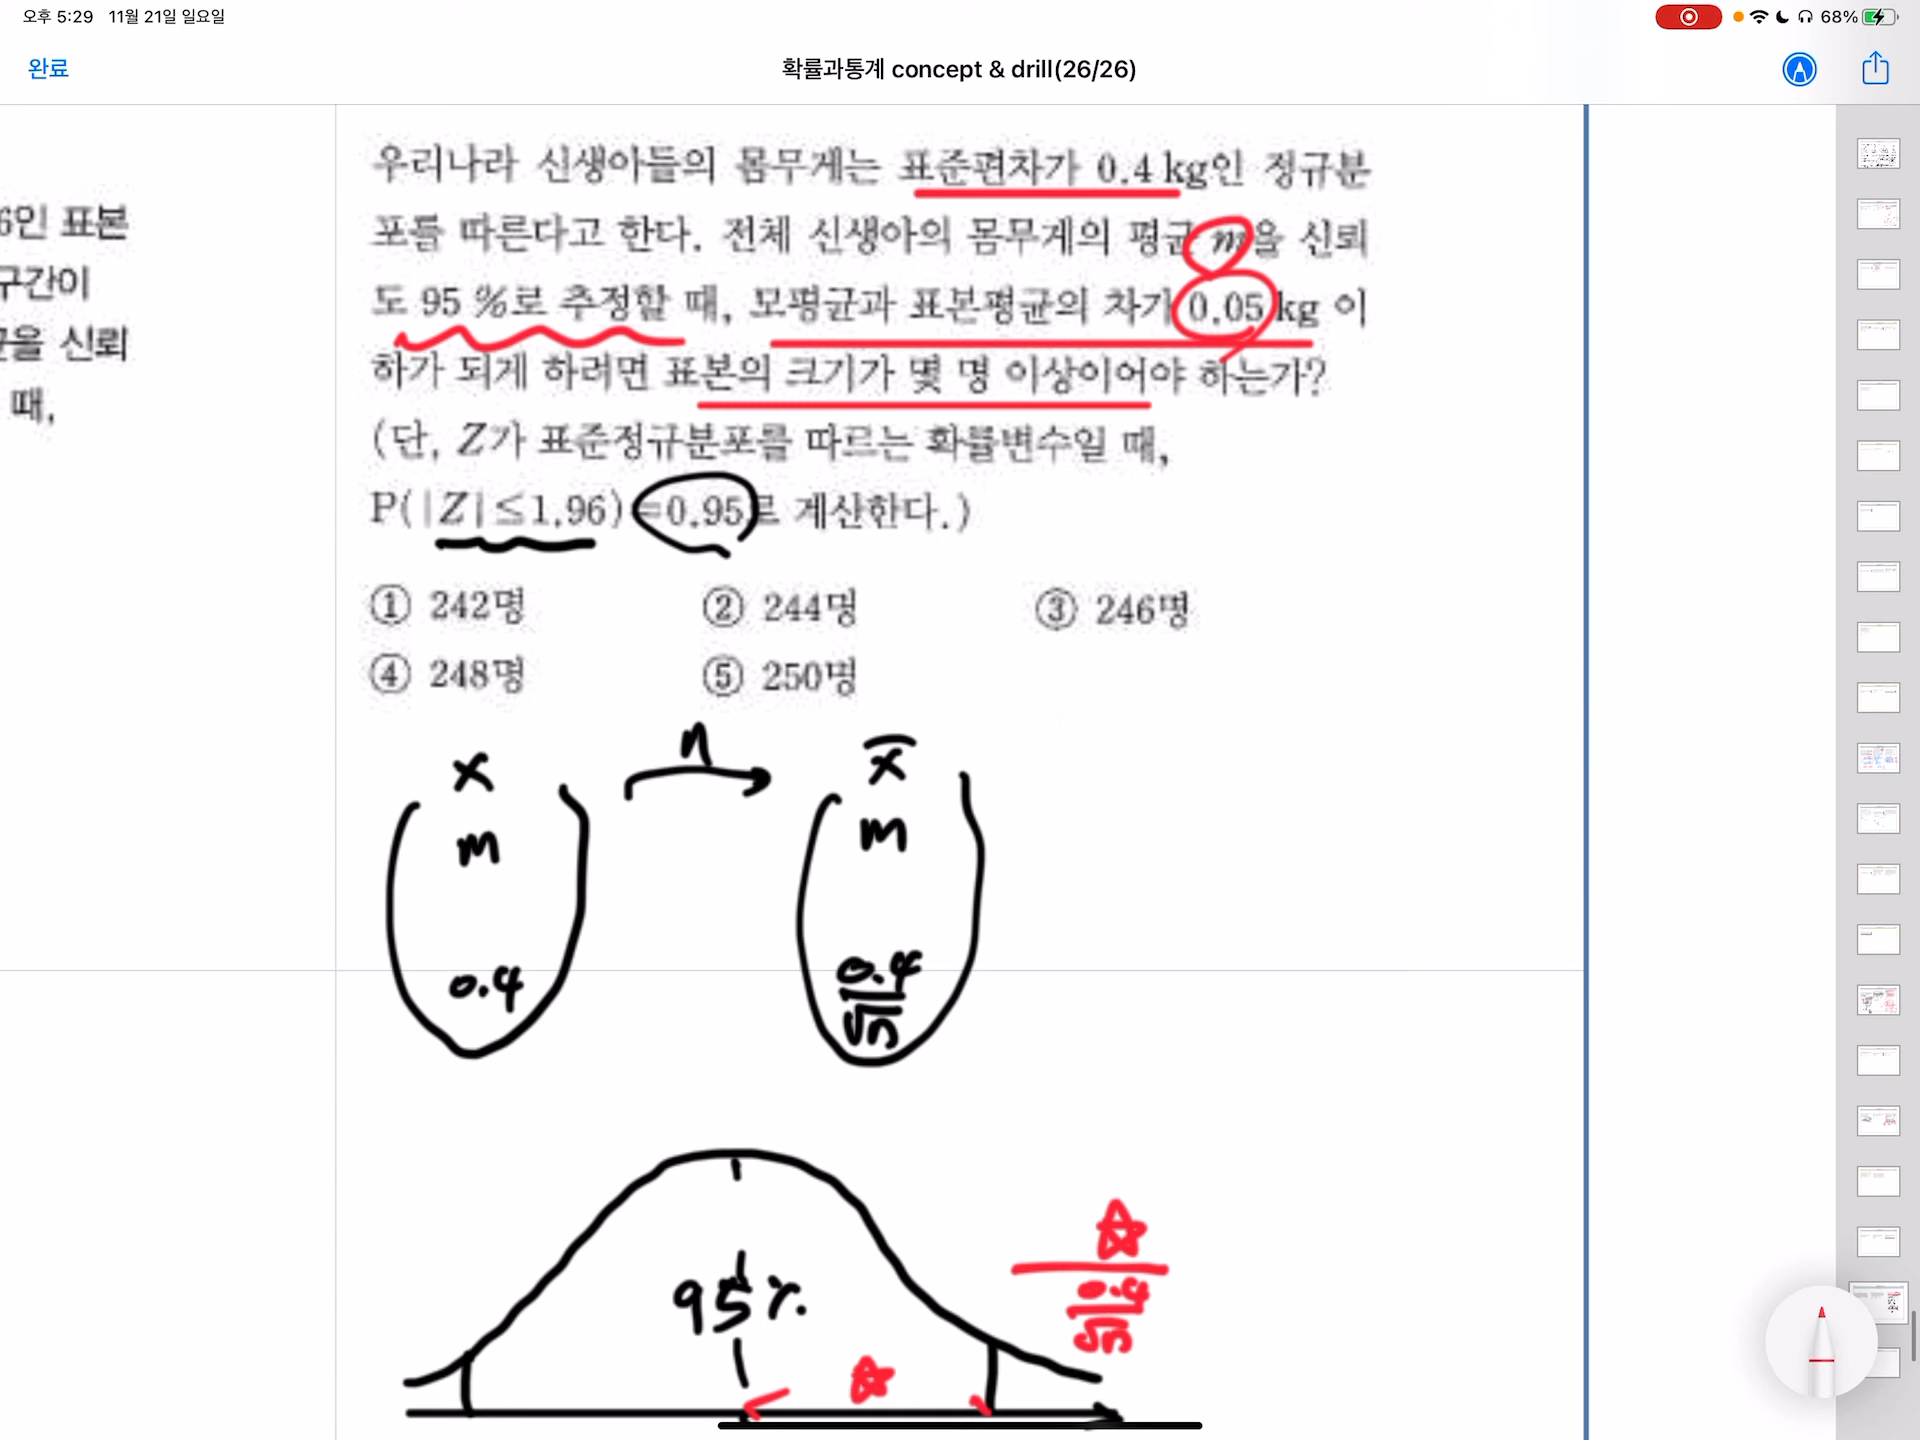 오후 5:29 11월 21일 일요일
68%
완료
확률과통계 concept & drill(26/26)
6인 표본
구간이
균을 신뢰
때,
우리나라 신생아들의 몸무게는 표준편차가 0.4 kg인 정규분
포를 따른다고 한다. 전체 신생아의 몸무게의 평균 m을 신뢰
도 95 %로 추정할 때, 모평균과 표본평균의 차가 0.05 kg 이
하가 되게 하려면 표본의 크기가 몇 명 이상이어야 하는가?
(단, Z가 표준정규분포를 따르는 확률변수일 때,
P(|Z|≤1.96)=0.95로 계산한다.)
① 242명 ② 244명 ③ 246명
④ 248명 ⑤ 250명
x n x̄
m m
0.4 0.4
√n
95%
☆
0.4
√n
☆